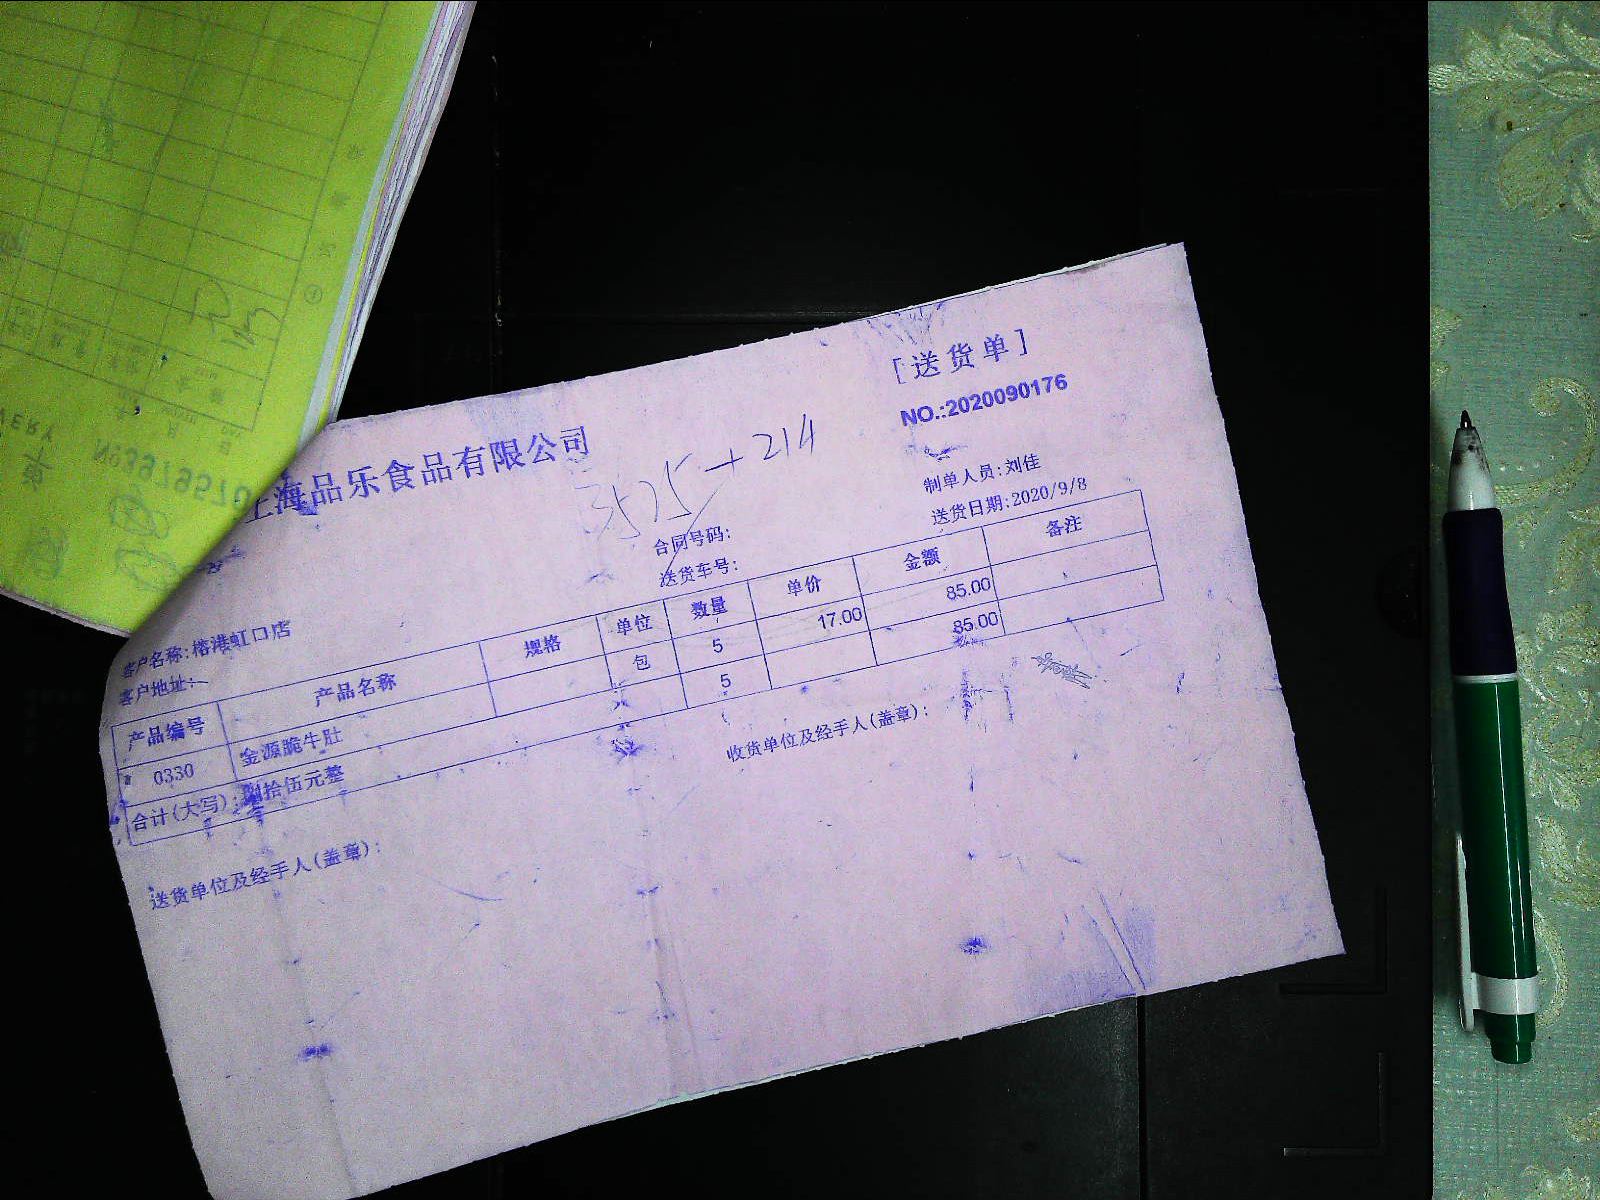 上海品乐食品有限公司
[送货单]
NO.:2020090176
3525+214
制单人员:刘佳
合同号码:
送货日期:2020/9/8
送货车号:
客户名称:榕港虹口店
客户地址:
产品编号 产品名称 规格 单位 数量 单价 金额 备注
0330 金源脆牛肚 包 5 17.00 85.00
合计(大写): 拾伍元整 5 85.00
送货单位及经手人(盖章): 收货单位及经手人(盖章):